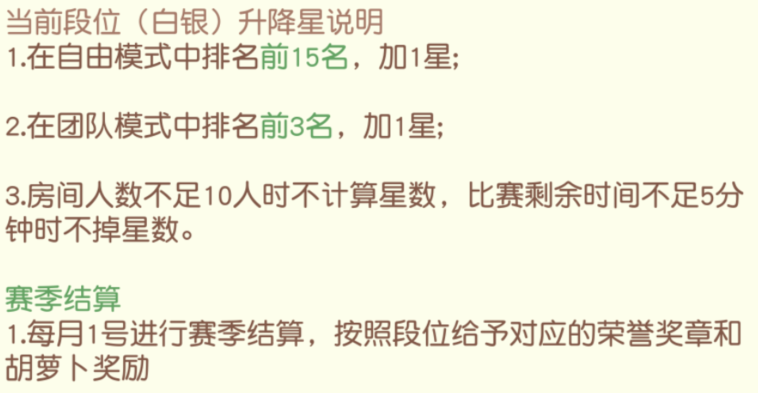 当前段位（白银）升降星说明
1.在自由模式中排名前15名，加1星;
2.在团队模式中排名前3名，加1星;
3.房间人数不足10人时不计算星数，比赛剩余时间不足5分
钟时不掉星数。
赛季结算
1.每月1号进行赛季结算，按照段位给予对应的荣誉奖章和
胡萝卜奖励